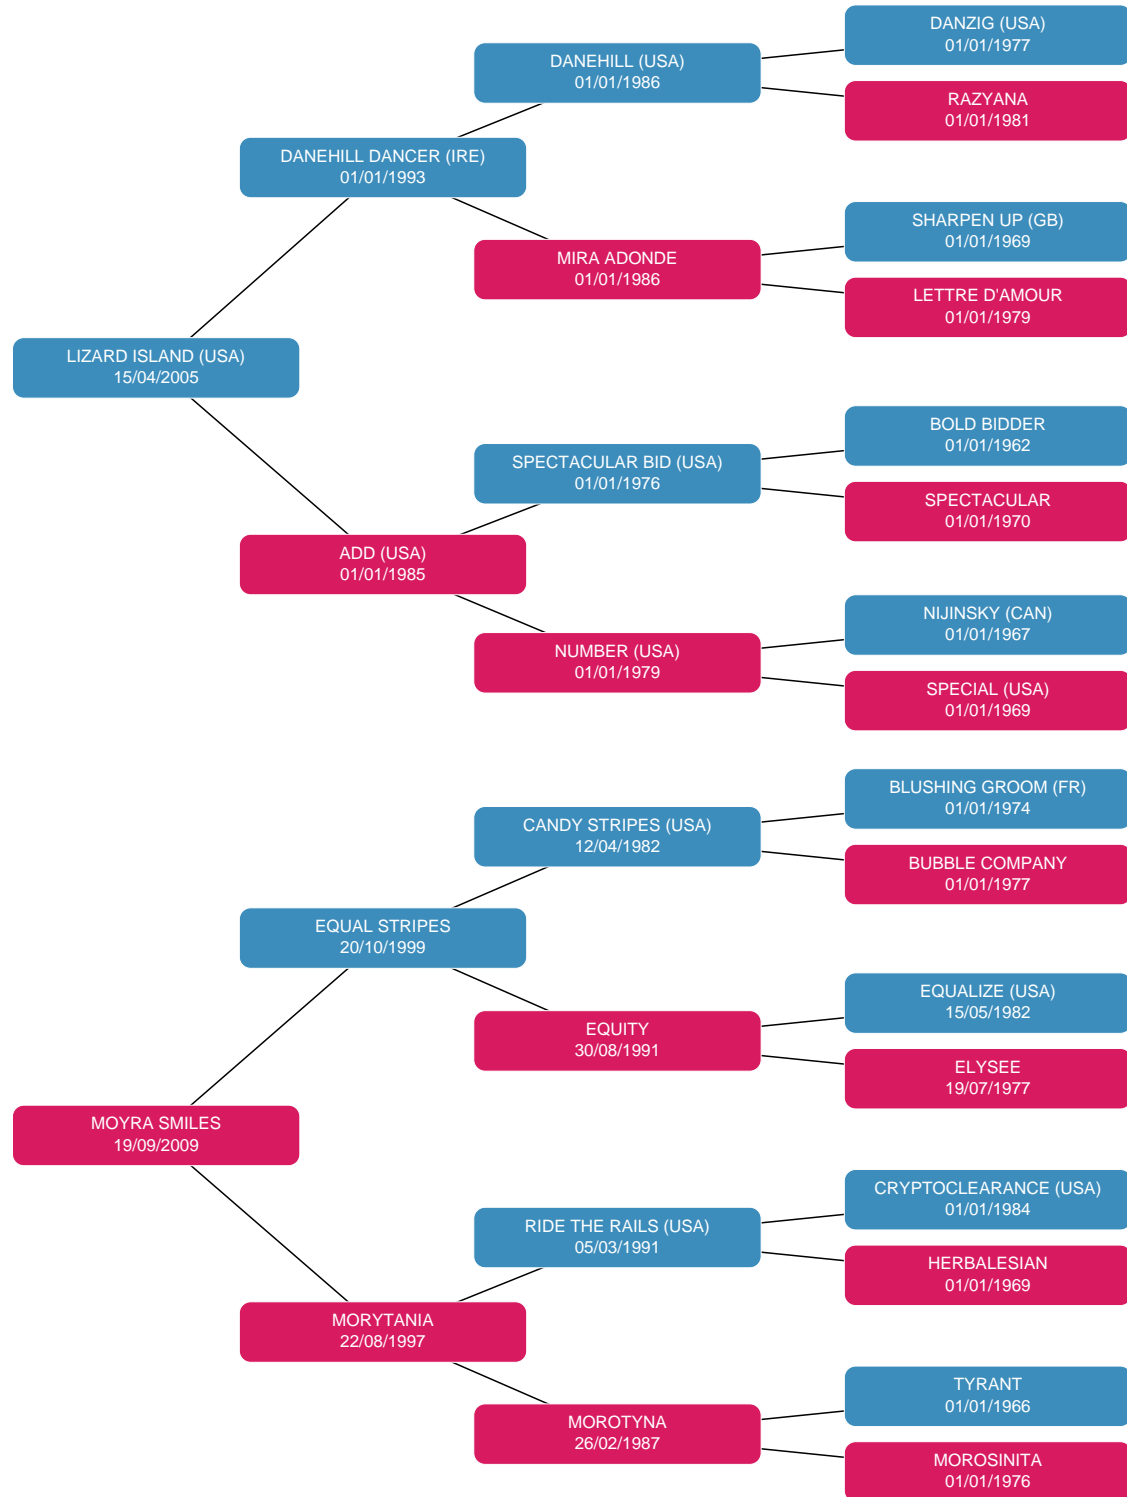 DANZIG (USA)
01/01/1977
DANEHILL (USA)
01/01/1986
RAZYANA
01/01/1981
DANEHILL DANCER (IRE)
01/01/1993
SHARPEN UP (GB)
01/01/1969
MIRA ADONDE
01/01/1986
LETTRE D'AMOUR
01/01/1979
LIZARD ISLAND (USA)
15/04/2005
BOLD BIDDER
01/01/1962
SPECTACULAR BID (USA)
01/01/1976
SPECTACULAR
01/01/1970
ADD (USA)
01/01/1985
NIJINSKY (CAN)
01/01/1967
NUMBER (USA)
01/01/1979
SPECIAL (USA)
01/01/1969
BLUSHING GROOM (FR)
01/01/1974
CANDY STRIPES (USA)
12/04/1982
BUBBLE COMPANY
01/01/1977
EQUAL STRIPES
20/10/1999
EQUALIZE (USA)
15/05/1982
EQUITY
30/08/1991
ELYSEE
19/07/1977
MOYRA SMILES
19/09/2009
CRYPTOCLEARANCE (USA)
01/01/1984
RIDE THE RAILS (USA)
05/03/1991
HERBALESIAN
01/01/1969
MORYTANIA
22/08/1997
TYRANT
01/01/1966
MOROTYNA
26/02/1987
MOROSINITA
01/01/1976